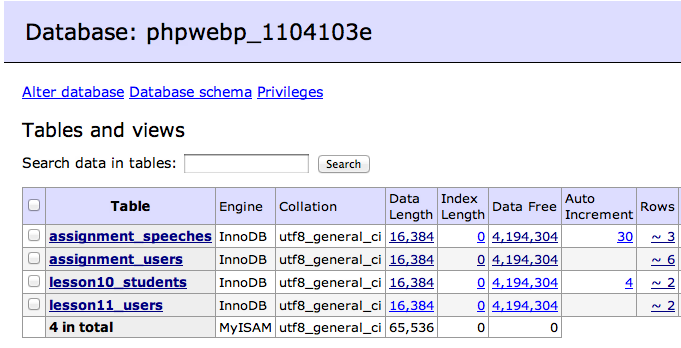 Database: phpwebp_1104103e
Alter database Database schema Privileges
Tables and views
Search data in tables: Search
Table Engine Collation Data Length Index Length Data Free Auto Increment Rows
assignment_speeches InnoDB utf8_general_ci 16,384 0 4,194,304 30 ~ 3
assignment_users InnoDB utf8_general_ci 16,384 0 4,194,304 ~ 6
lesson10_students InnoDB utf8_general_ci 16,384 0 4,194,304 4 ~ 2
lesson11_users InnoDB utf8_general_ci 16,384 0 4,194,304 ~ 2
4 in total MyISAM utf8_general_ci 65,536 0 0